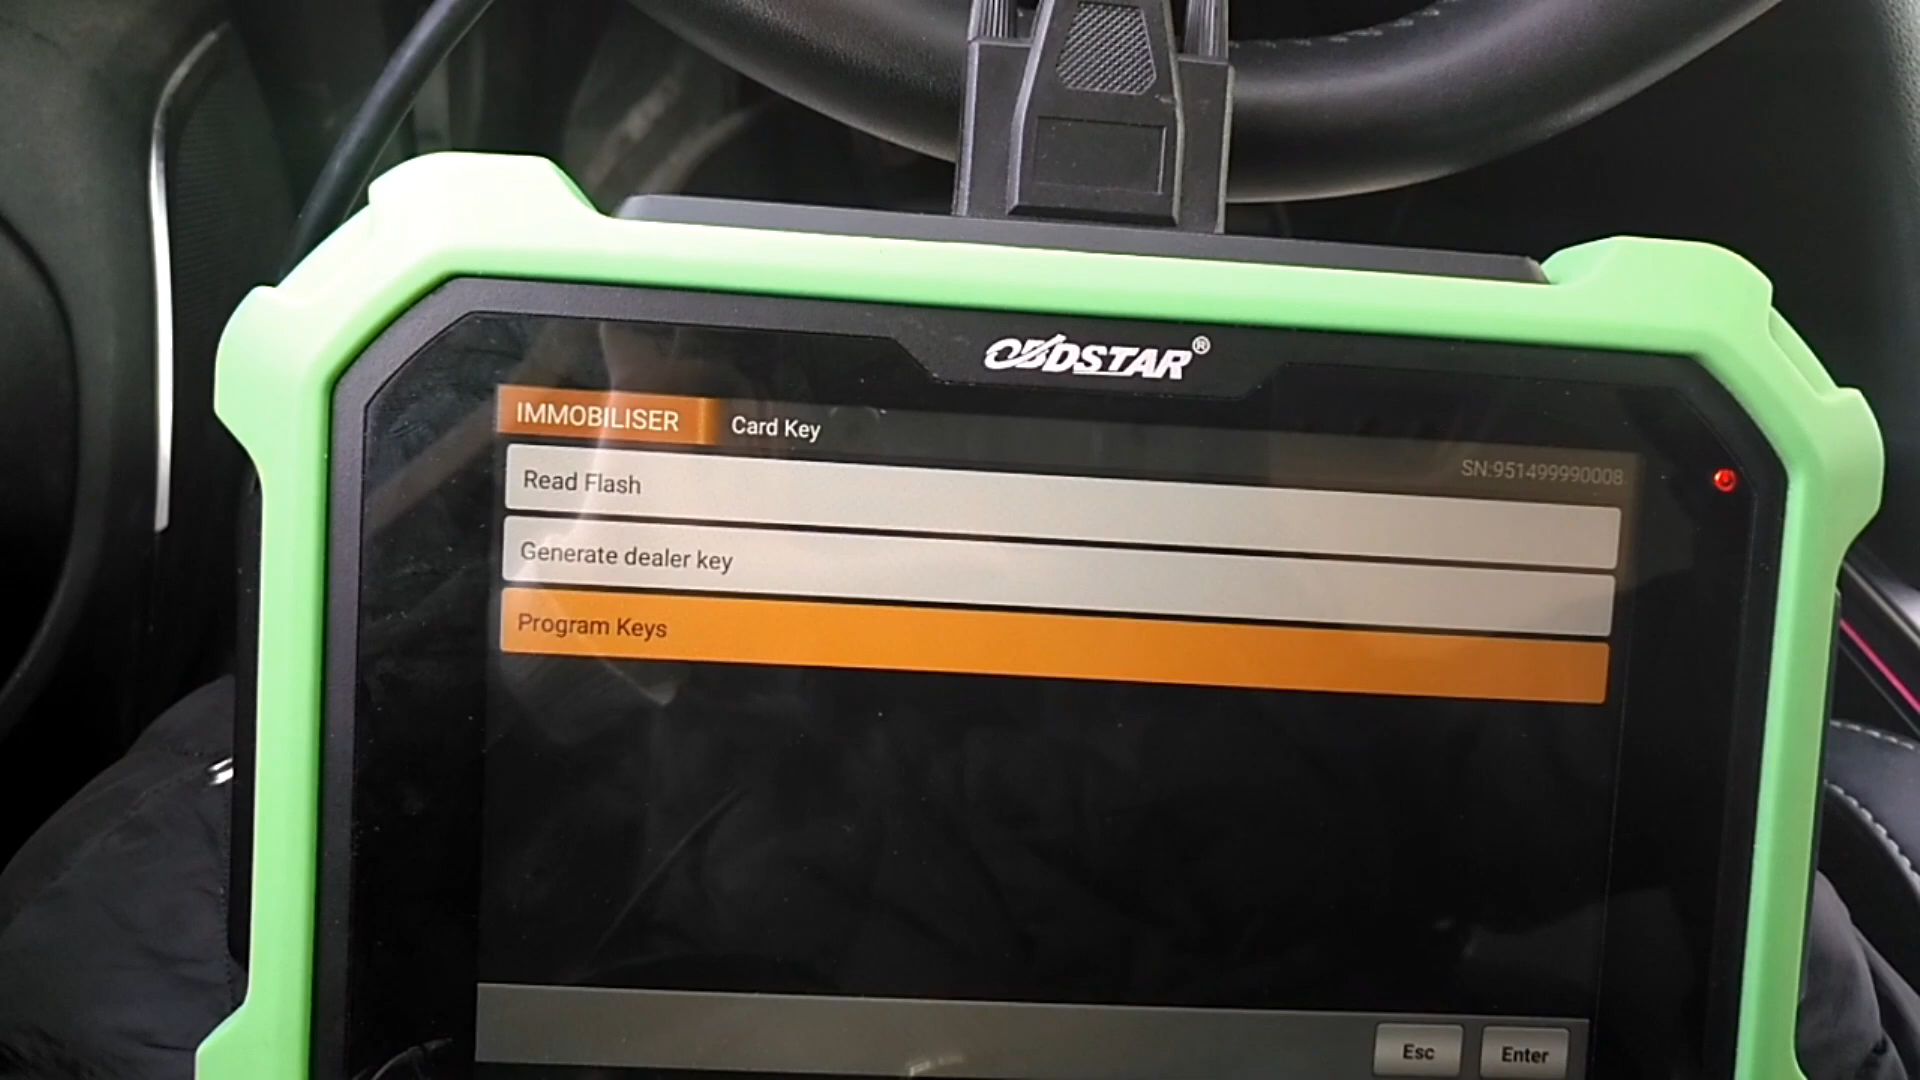 OBDSTAR®
IMMOBILISER Card Key
SN:951499990008
Read Flash
Generate dealer key
Program Keys
Esc Enter